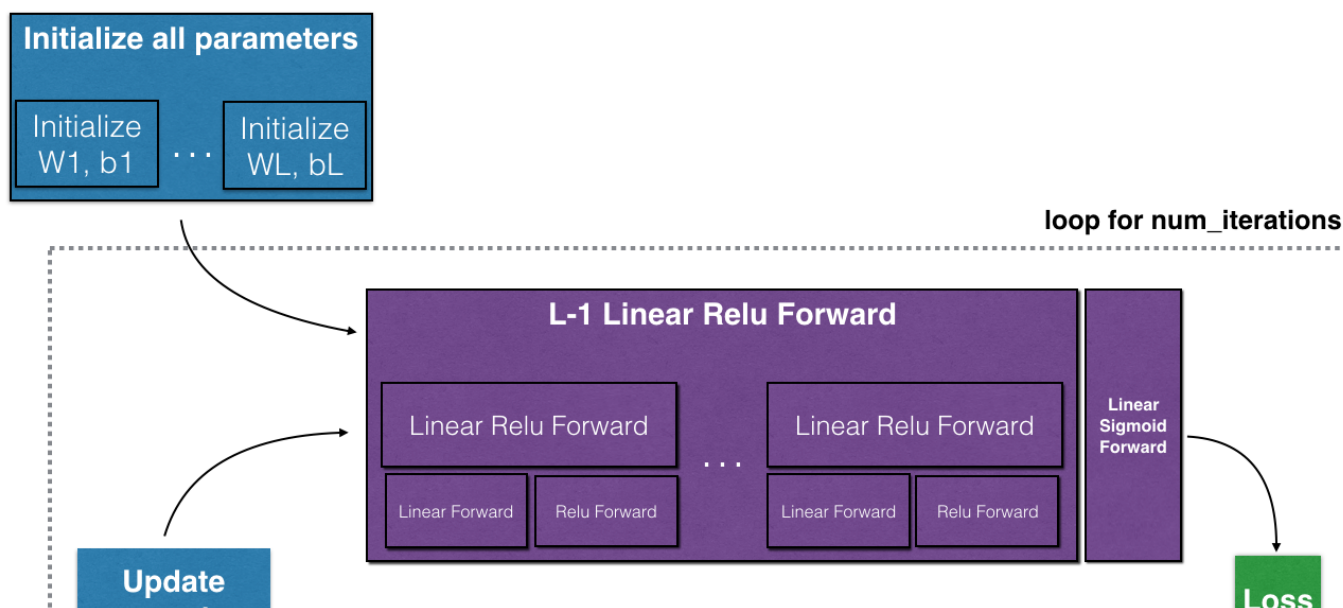 Initialize all parameters
Initialize
W1, b1
. . .
Initialize
WL, bL
loop for num_iterations
L-1 Linear Relu Forward
Linear Relu Forward
. . .
Linear Relu Forward
Linear Forward
Relu Forward
Linear Forward
Relu Forward
Linear
Sigmoid
Forward
Update
Loss